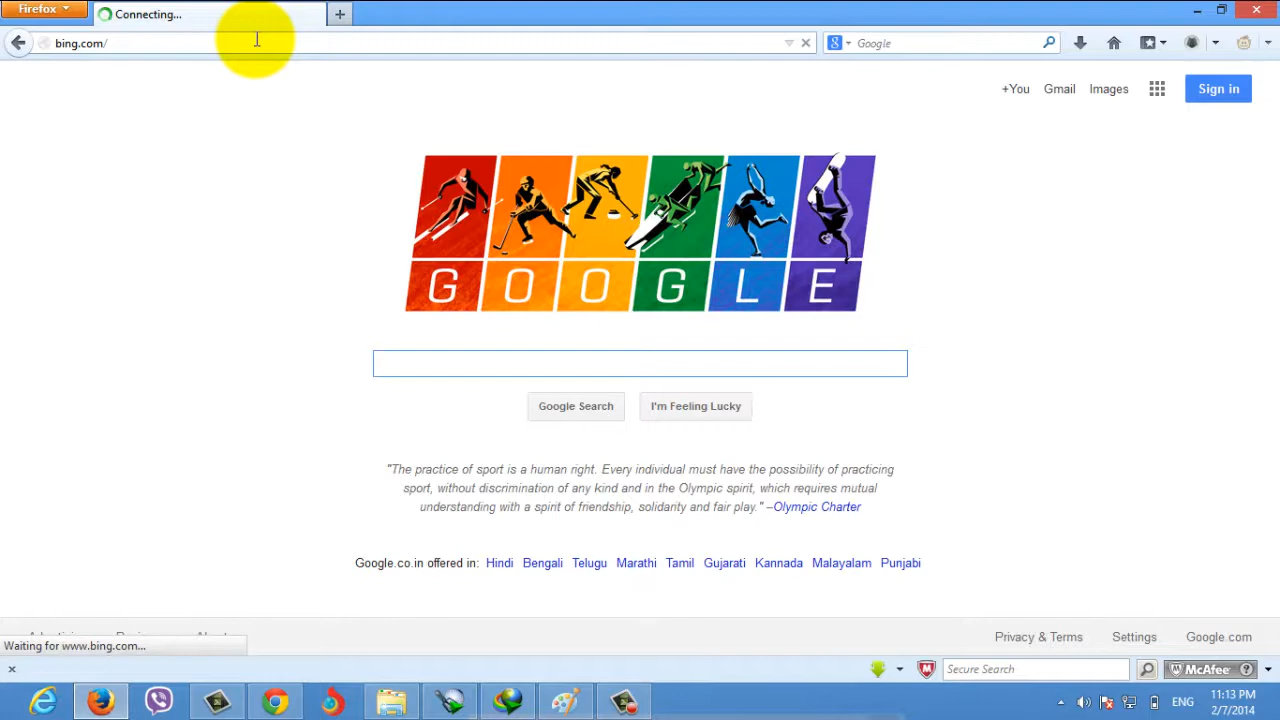 Firefox
Connecting...
bing.com/
Google
+You Gmail Images Sign in
GOOGLE
Google Search I'm Feeling Lucky
"The practice of sport is a human right. Every individual must have the possibility of practicing
sport, without discrimination of any kind and in the Olympic spirit, which requires mutual
understanding with a spirit of friendship, solidarity and fair play." –Olympic Charter
Google.co.in offered in: Hindi Bengali Telugu Marathi Tamil Gujarati Kannada Malayalam Punjabi
Privacy & Terms Settings Google.com
Waiting for www.bing.com...
Secure Search McAfee
ENG
11:13 PM
2/7/2014